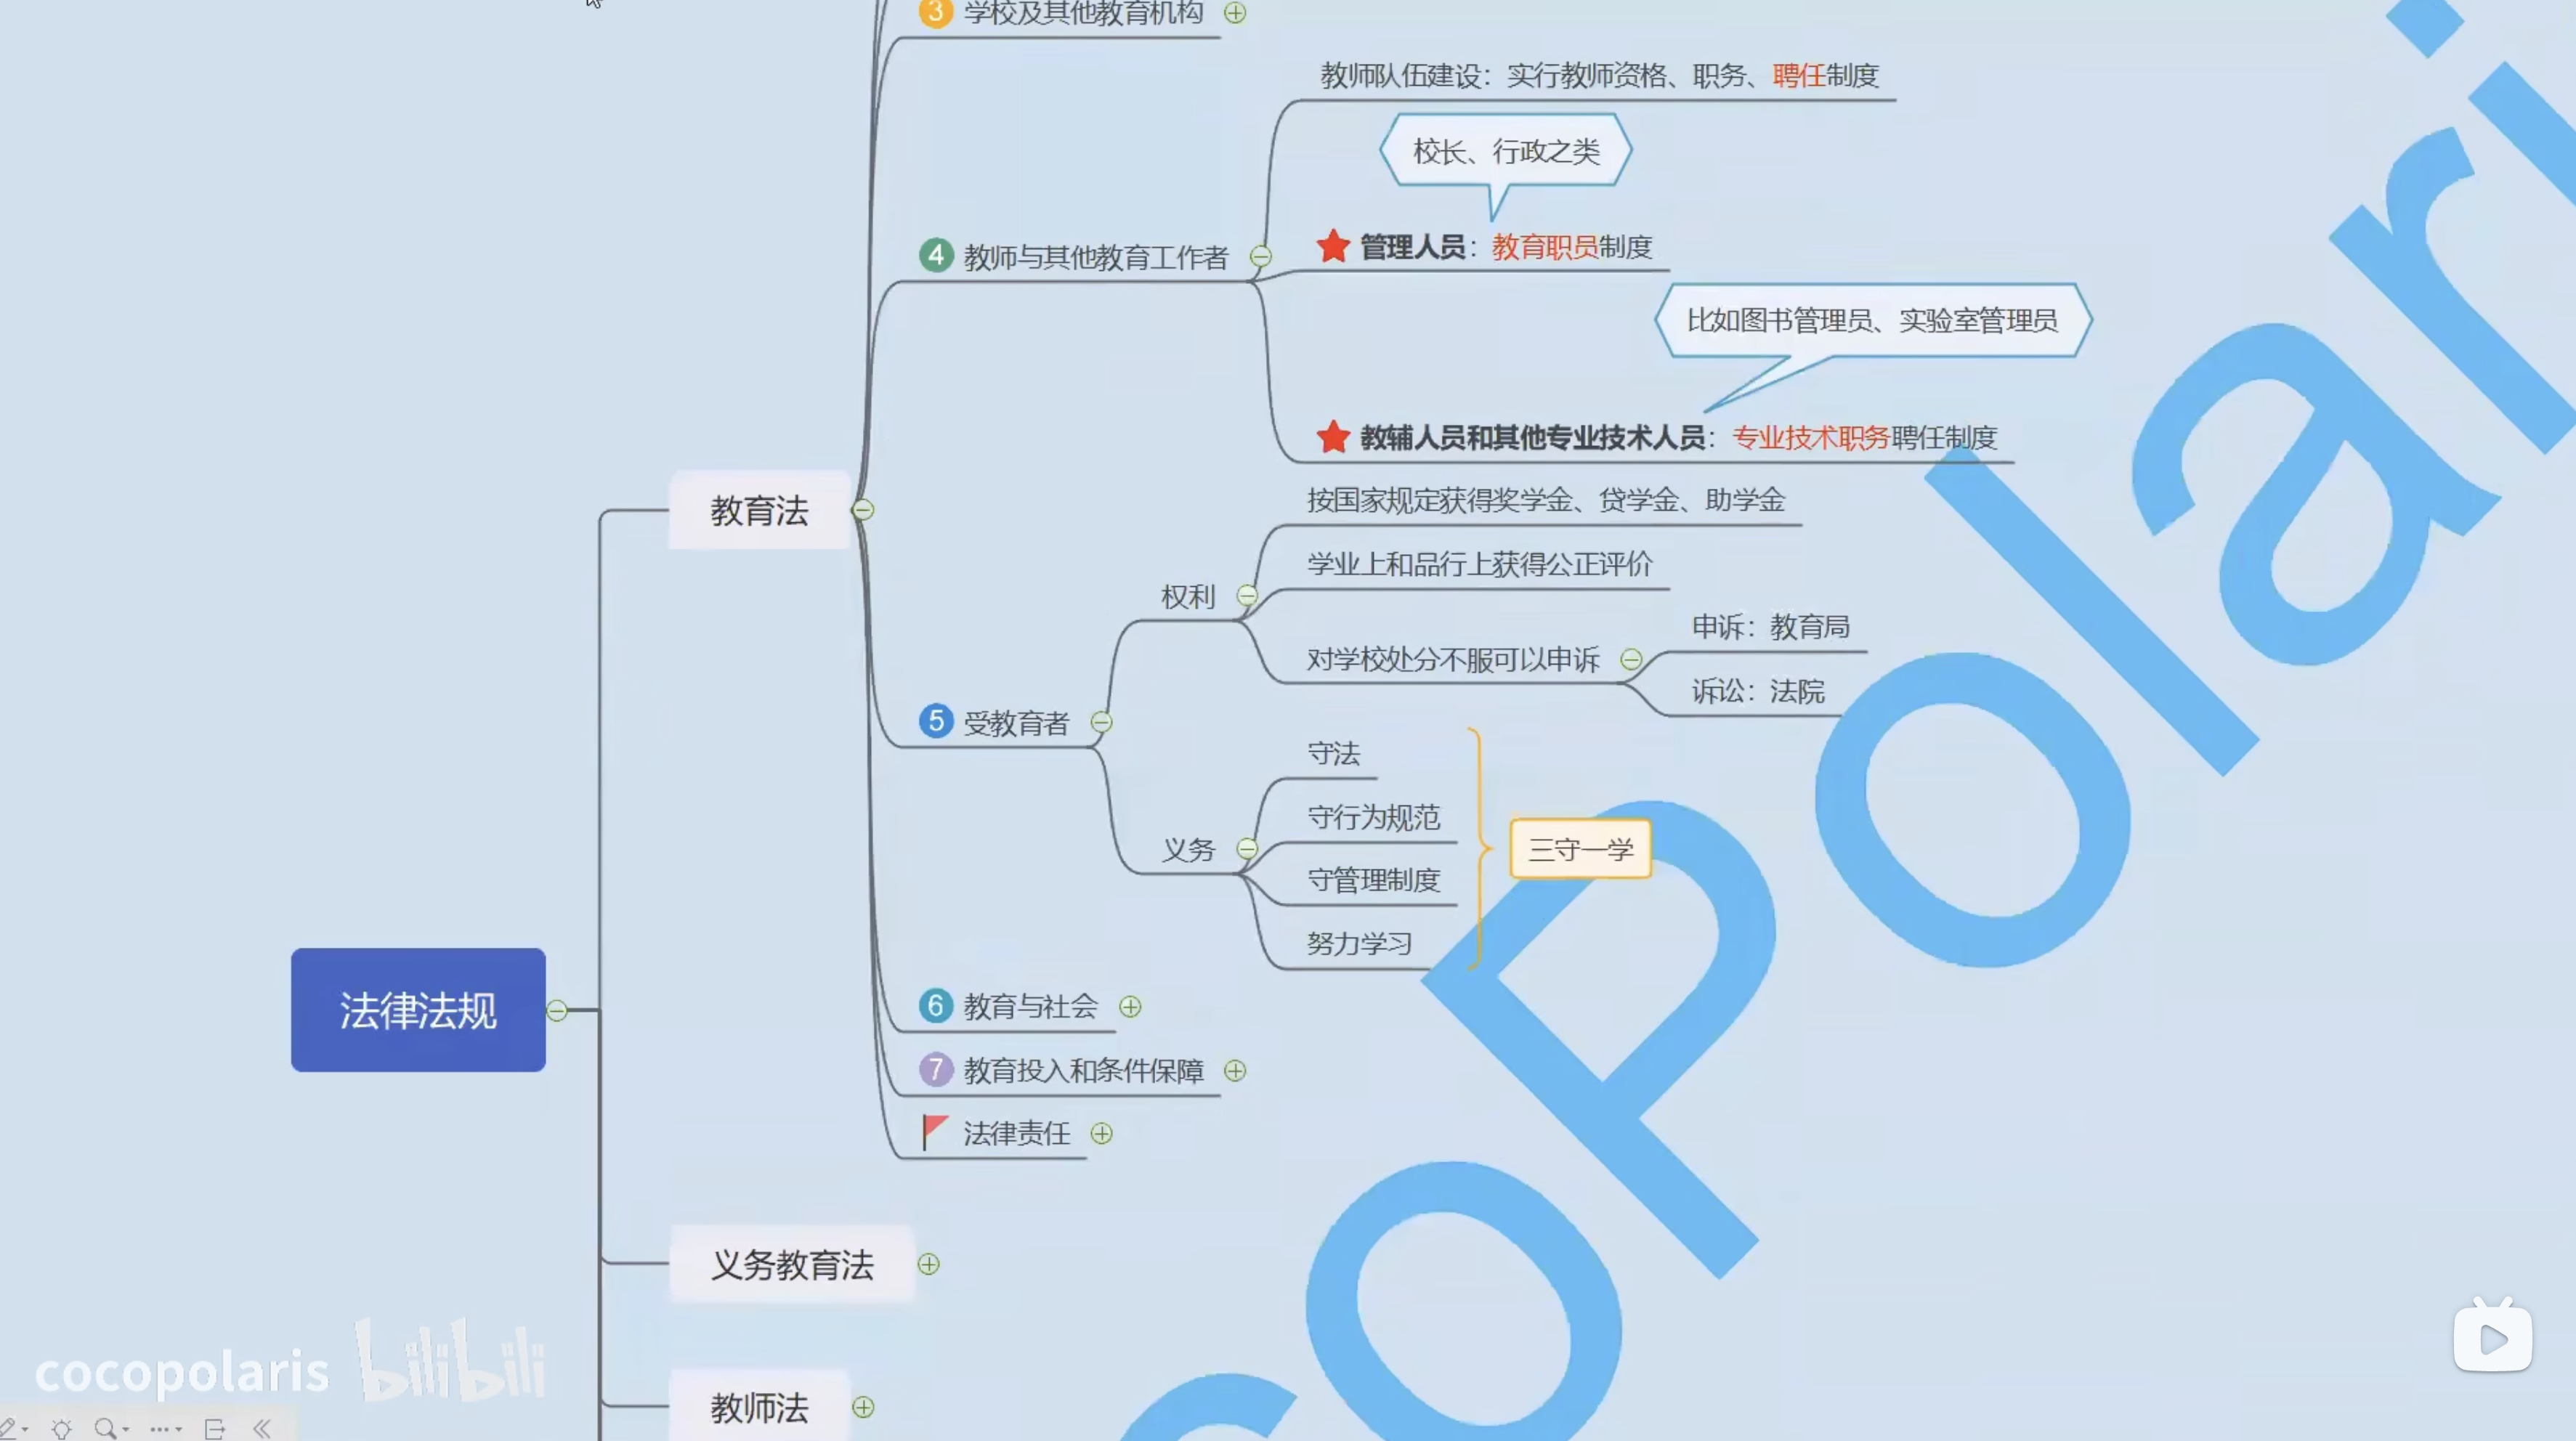 3 学校及其他教育机构
教师队伍建设：实行教师资格、职务、聘任制度
校长、行政之类
4 教师与其他教育工作者
管理人员：教育职员制度
比如图书管理员、实验室管理员
教辅人员和其他专业技术人员：专业技术职务聘任制度
教育法
按国家规定获得奖学金、贷学金、助学金
学业上和品行上获得公正评价
权利
对学校处分不服可以申诉
申诉：教育局
诉讼：法院
5 受教育者
守法
守行为规范
义务
守管理制度
努力学习
三守一学
6 教育与社会
法律法规
7 教育投入和条件保障
法律责任
义务教育法
教师法
cocopolaris bilibili
coPolari